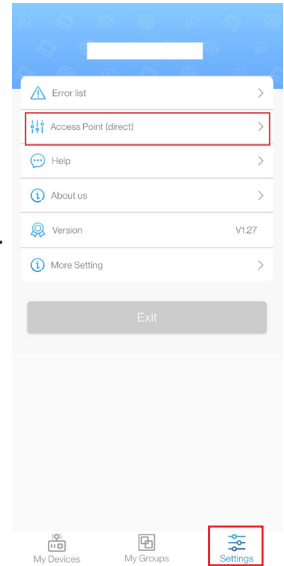 Error list
Access Point (direct)
Help
About us
Version V1.27
More Setting
Exit
My Devices My Groups Settings